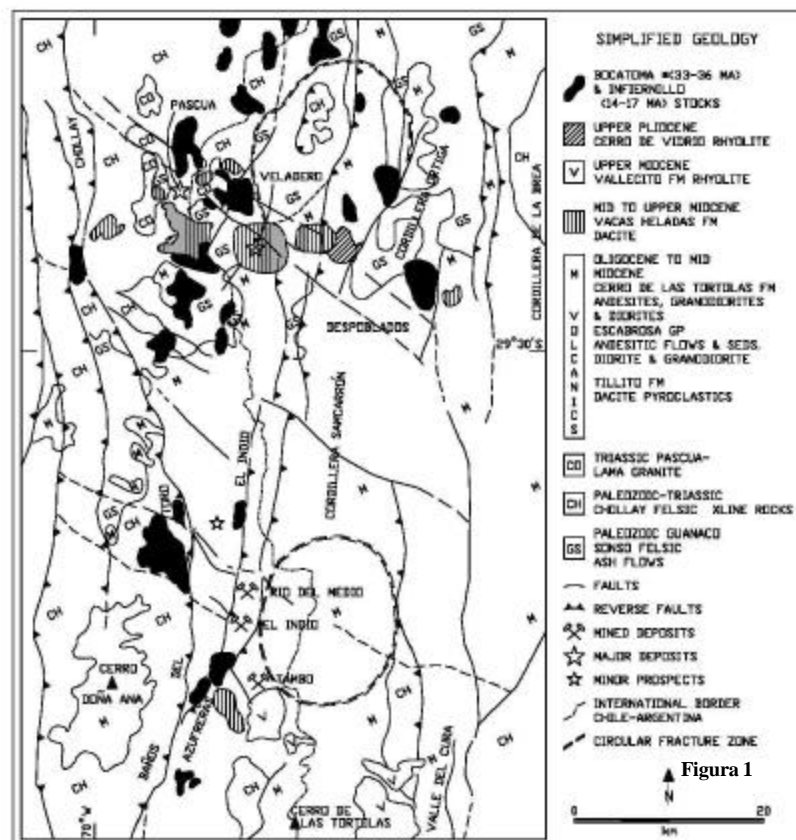 SIMPLIFIED GEOLOGY
BOCATOMA (33-36 MA)
& INFIERNILLO
(14-17 MA) STOCKS
UPPER PLIOCENE
CERRO DE VIDRIO RHYOLITE
V
UPPER MIOCENE
VALLECITO FM RHYOLITE
MID TO UPPER MIOCENE
VACAS HELADAS FM
DACITE
M
VOLCANICS
OLIGOCENE TO MID
MIOCENE
CERRO DE LAS TORTOLAS FM
ANDESITES, GRANODIORITES
& DIORITES
ESCABROSA GP
ANDESITIC FLOWS & SEDS.
DIORITE & GRANODIORITE
TILLITO FM
DACITE PYROCLASTICS
CO
TRIASSIC PASCUA-
LAMA GRANITE
CH
PALEOZOIC-TRIASSIC
CHOLLAY FELSIC XLINE ROCKS
GS
PALEOZOIC GUANACO
SONSO FELSIC
ASH FLOWS
FAULTS
REVERSE FAULTS
MINED DEPOSITS
MAJOR DEPOSITS
MINOR PROSPECTS
INTERNATIONAL BORDER
CHILE-ARGENTINA
CIRCULAR FRACTURE ZONE
Figura 1
N
0 20
km
PASCUA
CHOLLAY
VELADERO
CORDILLERA ORTIGA
CORDILLERA DE LA BREA
DESPOBLADOS
29°30'S
EL INDIO
CORDILLERA SANCARRÓN
TORO
RIO DEL MEDIO
EL INDIO
TAMBO
CERRO
DOÑA ANA
BAÑOS DEL
AZUFRERA
VALLE DEL CURA
CERRO DE
LAS TORTOLAS
70°W